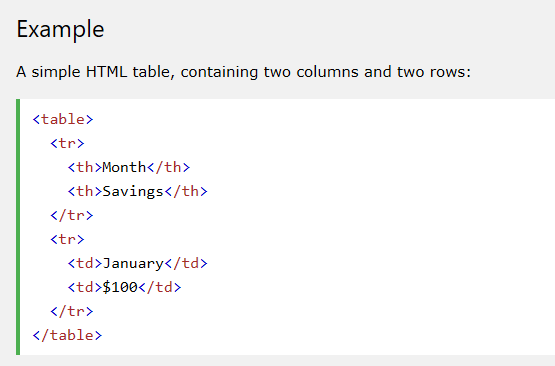 Example
A simple HTML table, containing two columns and two rows:
<table>
  <tr>
    <th>Month</th>
    <th>Savings</th>
  </tr>
  <tr>
    <td>January</td>
    <td>$100</td>
  </tr>
</table>